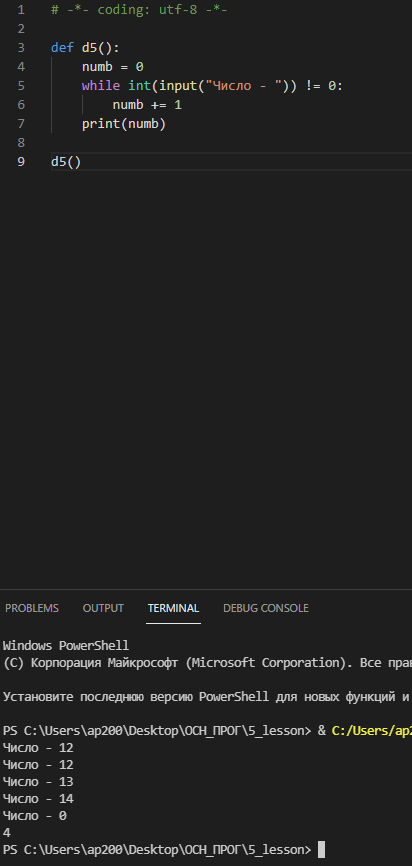 1 # -*- coding: utf-8 -*-
2
3 def d5():
4     numb = 0
5     while int(input("Число - ")) != 0:
6         numb += 1
7     print(numb)
8
9 d5()
PROBLEMS OUTPUT TERMINAL DEBUG CONSOLE
Windows PowerShell
(C) Корпорация Майкрософт (Microsoft Corporation). Все
Установите последнюю версию PowerShell для новых функций и
PS C:\Users\ap200\Desktop\ОСН_ПРОГ\5_lesson> & C:/Users/ap2
Число - 12
Число - 12
Число - 13
Число - 14
Число - 0
4
PS C:\Users\ap200\Desktop\ОСН_ПРОГ\5_lesson>